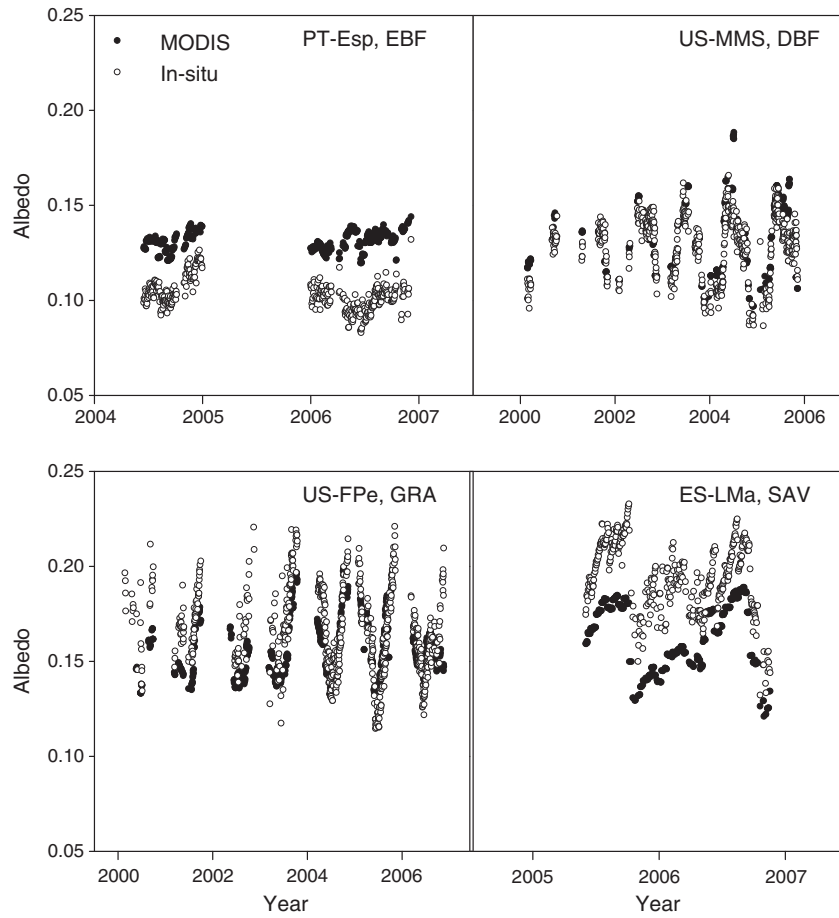 0.25
PT-Esp, EBF
US-MMS, DBF
MODIS
In-situ
0.20
Albedo
0.15
0.10
0.05
2004 2005 2006 2007
2000 2002 2004 2006
0.25
US-FPe, GRA
ES-LMa, SAV
0.20
Albedo
0.15
0.10
0.05
2000 2002 2004 2006
2005 2006 2007
Year
Year